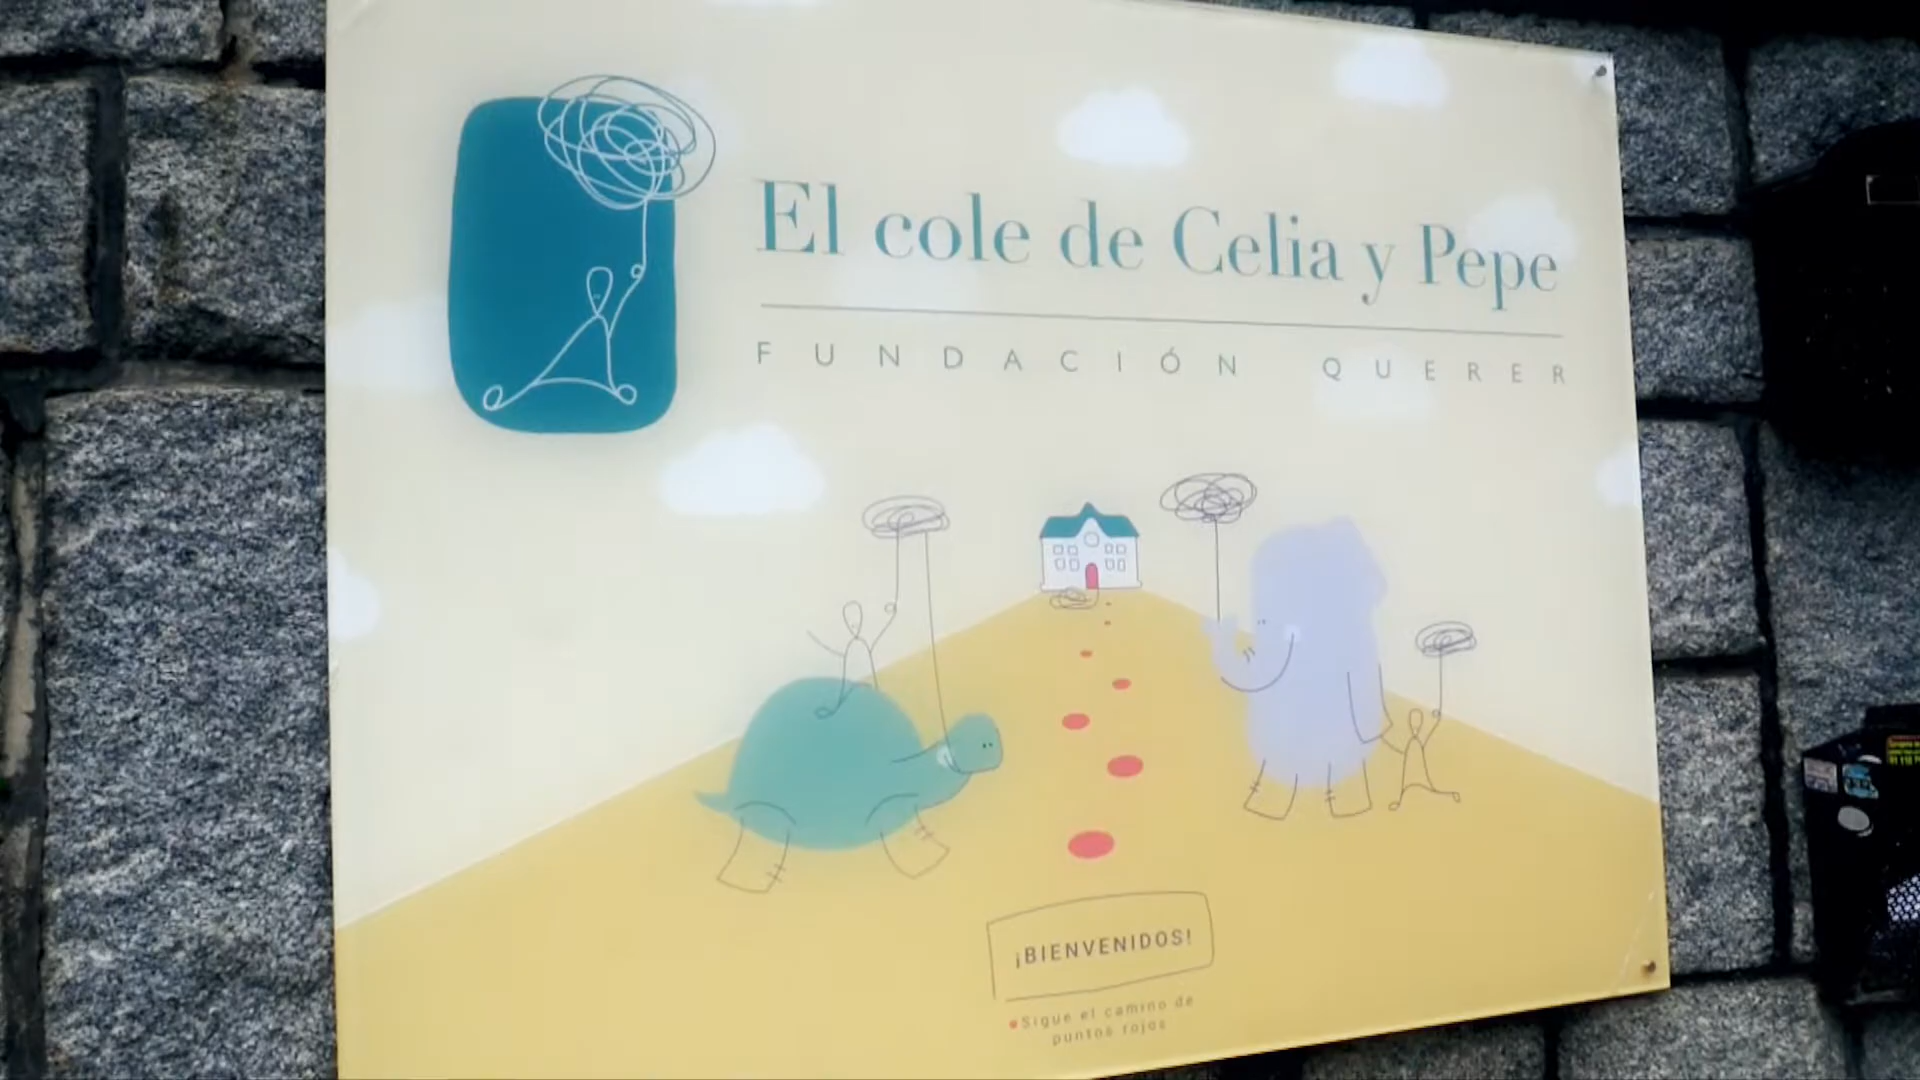 El cole de Celia y Pepe
FUNDACIÓN QUERER
¡BIENVENIDOS!
Sigue el camino de
puntos rojos